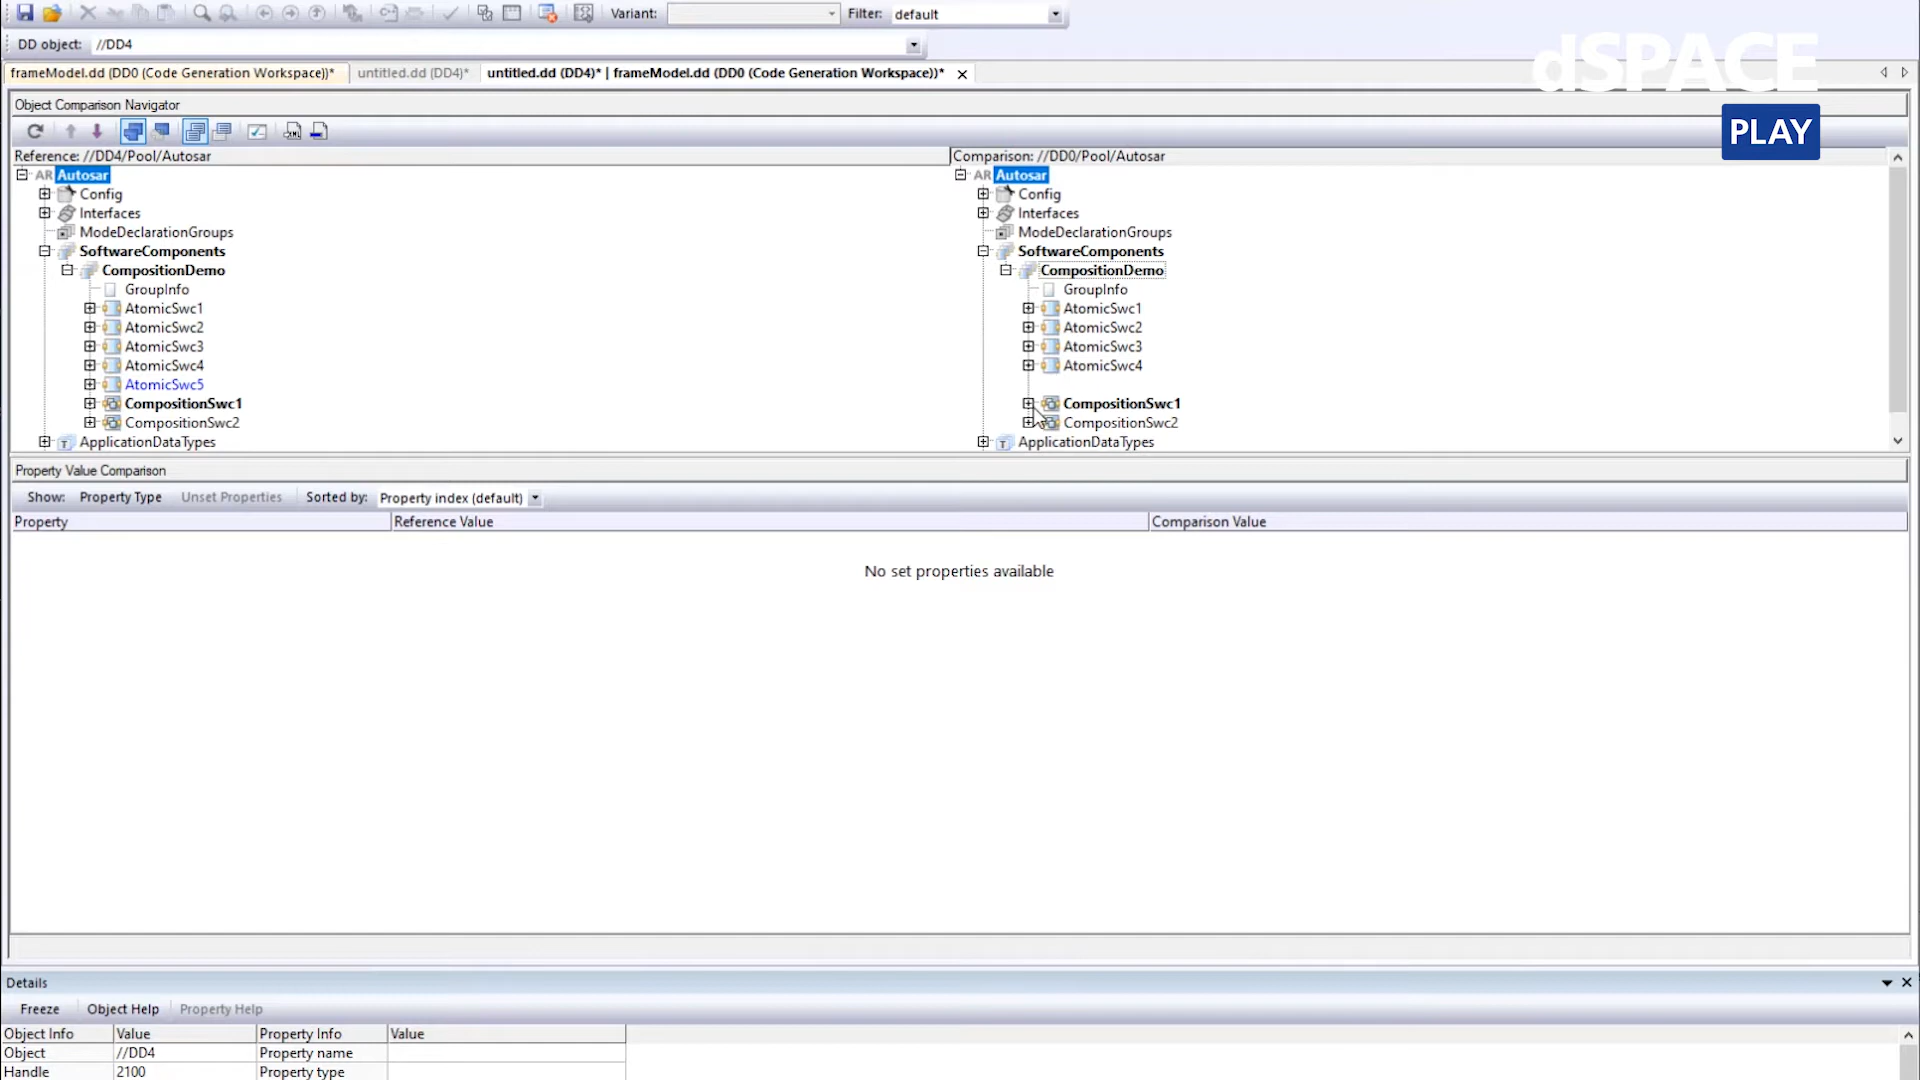 Variant:
Filter: default
DD object: //DD4
frameModel.dd (DD0 (Code Generation Workspace))* untitled.dd (DD4)* untitled.dd (DD4)* | frameModel.dd (DD0 (Code Generation Workspace))*
dSPACE
PLAY
Object Comparison Navigator
XML
Reference: //DD4/Pool/Autosar
AR Autosar
Config
Interfaces
ModeDeclarationGroups
SoftwareComponents
CompositionDemo
GroupInfo
AtomicSwc1
AtomicSwc2
AtomicSwc3
AtomicSwc4
AtomicSwc5
CompositionSwc1
CompositionSwc2
ApplicationDataTypes
Comparison: //DD0/Pool/Autosar
AR Autosar
Config
Interfaces
ModeDeclarationGroups
SoftwareComponents
CompositionDemo
GroupInfo
AtomicSwc1
AtomicSwc2
AtomicSwc3
AtomicSwc4
CompositionSwc1
CompositionSwc2
ApplicationDataTypes
Property Value Comparison
Show: Property Type Unset Properties Sorted by: Property index (default)
Property Reference Value Comparison Value
No set properties available
Details
Freeze Object Help Property Help
Object Info Value Property Info Value
Object //DD4 Property name
Handle 2100 Property type